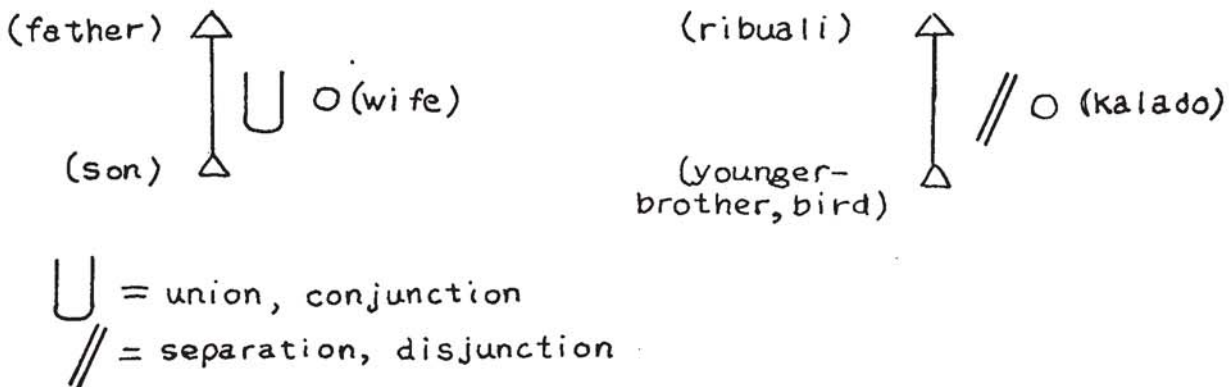 (father)
(ribuali)
∪ O (wife)
// O (kalado)
(son)
(younger-
brother, bird)
∪ = union, conjunction
// = separation, disjunction